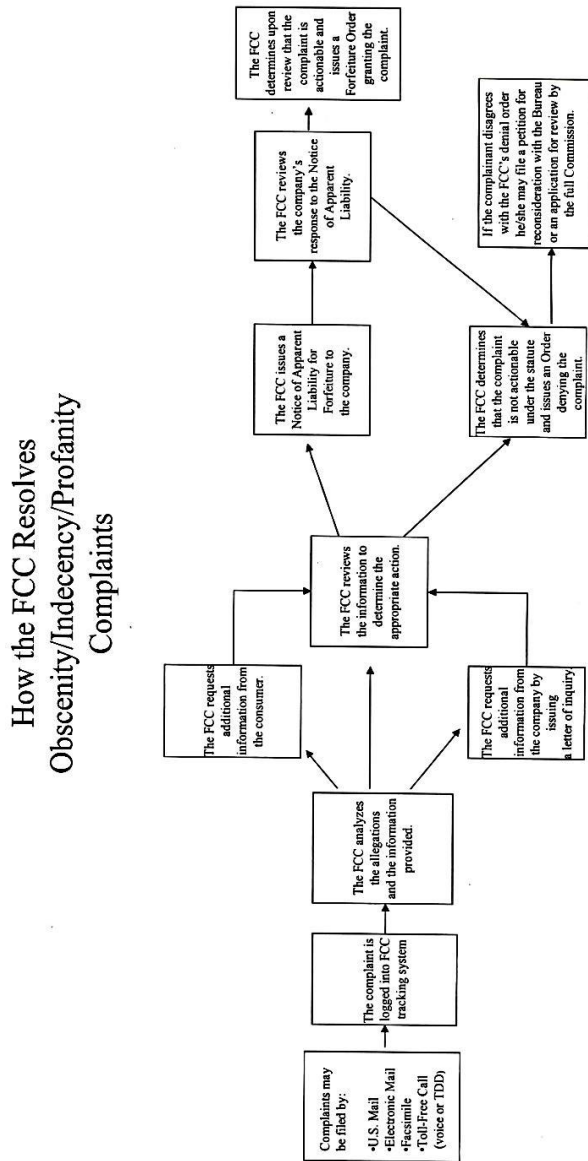 How the FCC Resolves
Obscenity/Indecency/Profanity
Complaints
Complaints may
be filed by:
•U.S. Mail
•Electronic Mail
•Facsimile
•Toll-Free Call
(voice or TDD)
The complaint is
logged into FCC
tracking system
The FCC analyzes
the allegations
and the information
provided.
The FCC requests
additional
information from
the consumer.
The FCC requests
additional
information from
the company by
issuing
a letter of inquiry.
The FCC reviews
the information to
determine the
appropriate action.
The FCC issues a
Notice of Apparent
Liability for
Forfeiture to
the company.
The FCC reviews
the company's
response to the Notice
of Apparent
Liability.
The FCC
determines upon
review that the
complaint is
actionable and
issues a
Forfeiture Order
granting the
complaint.
The FCC determines
that the complaint
is not actionable
under the statute
and issues an Order
denying the
complaint.
If the complainant disagrees
with the FCC's denial order
he/she may file a petition for
reconsideration with the Bureau
or an application for review by
the full Commission.